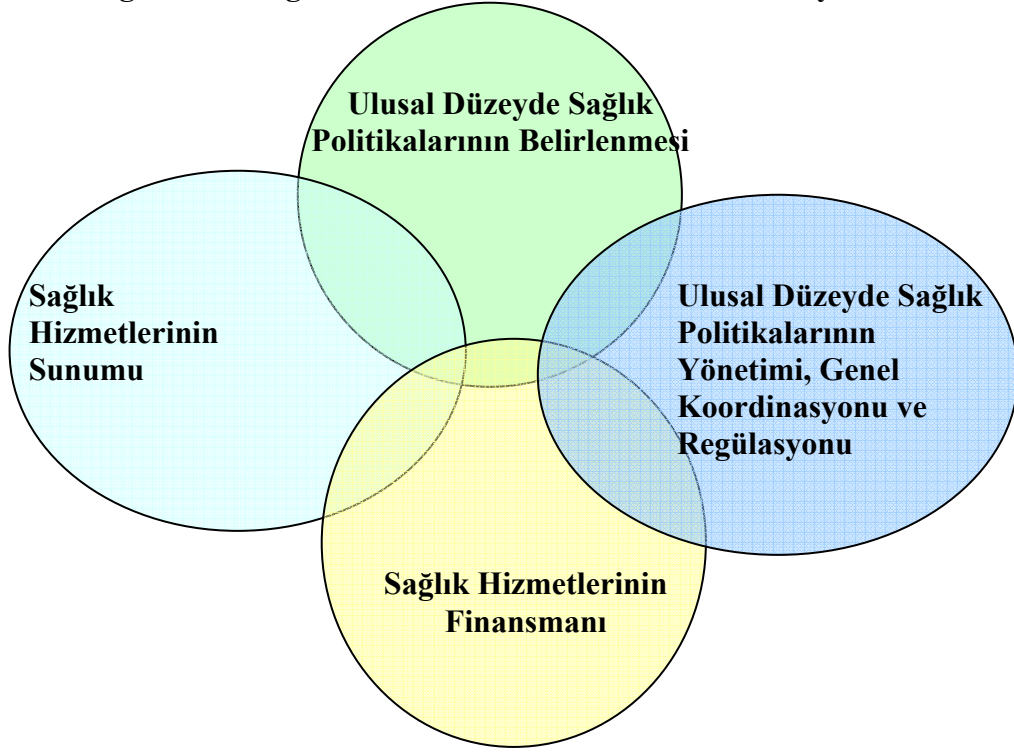 Ulusal Düzeyde Sağlık
Politikalarının Belirlenmesi
Sağlık
Hizmetlerinin
Sunumu
Ulusal Düzeyde Sağlık
Politikalarının
Yönetimi, Genel
Koordinasyonu ve
Regülasyonu
Sağlık Hizmetlerinin
Finansmanı